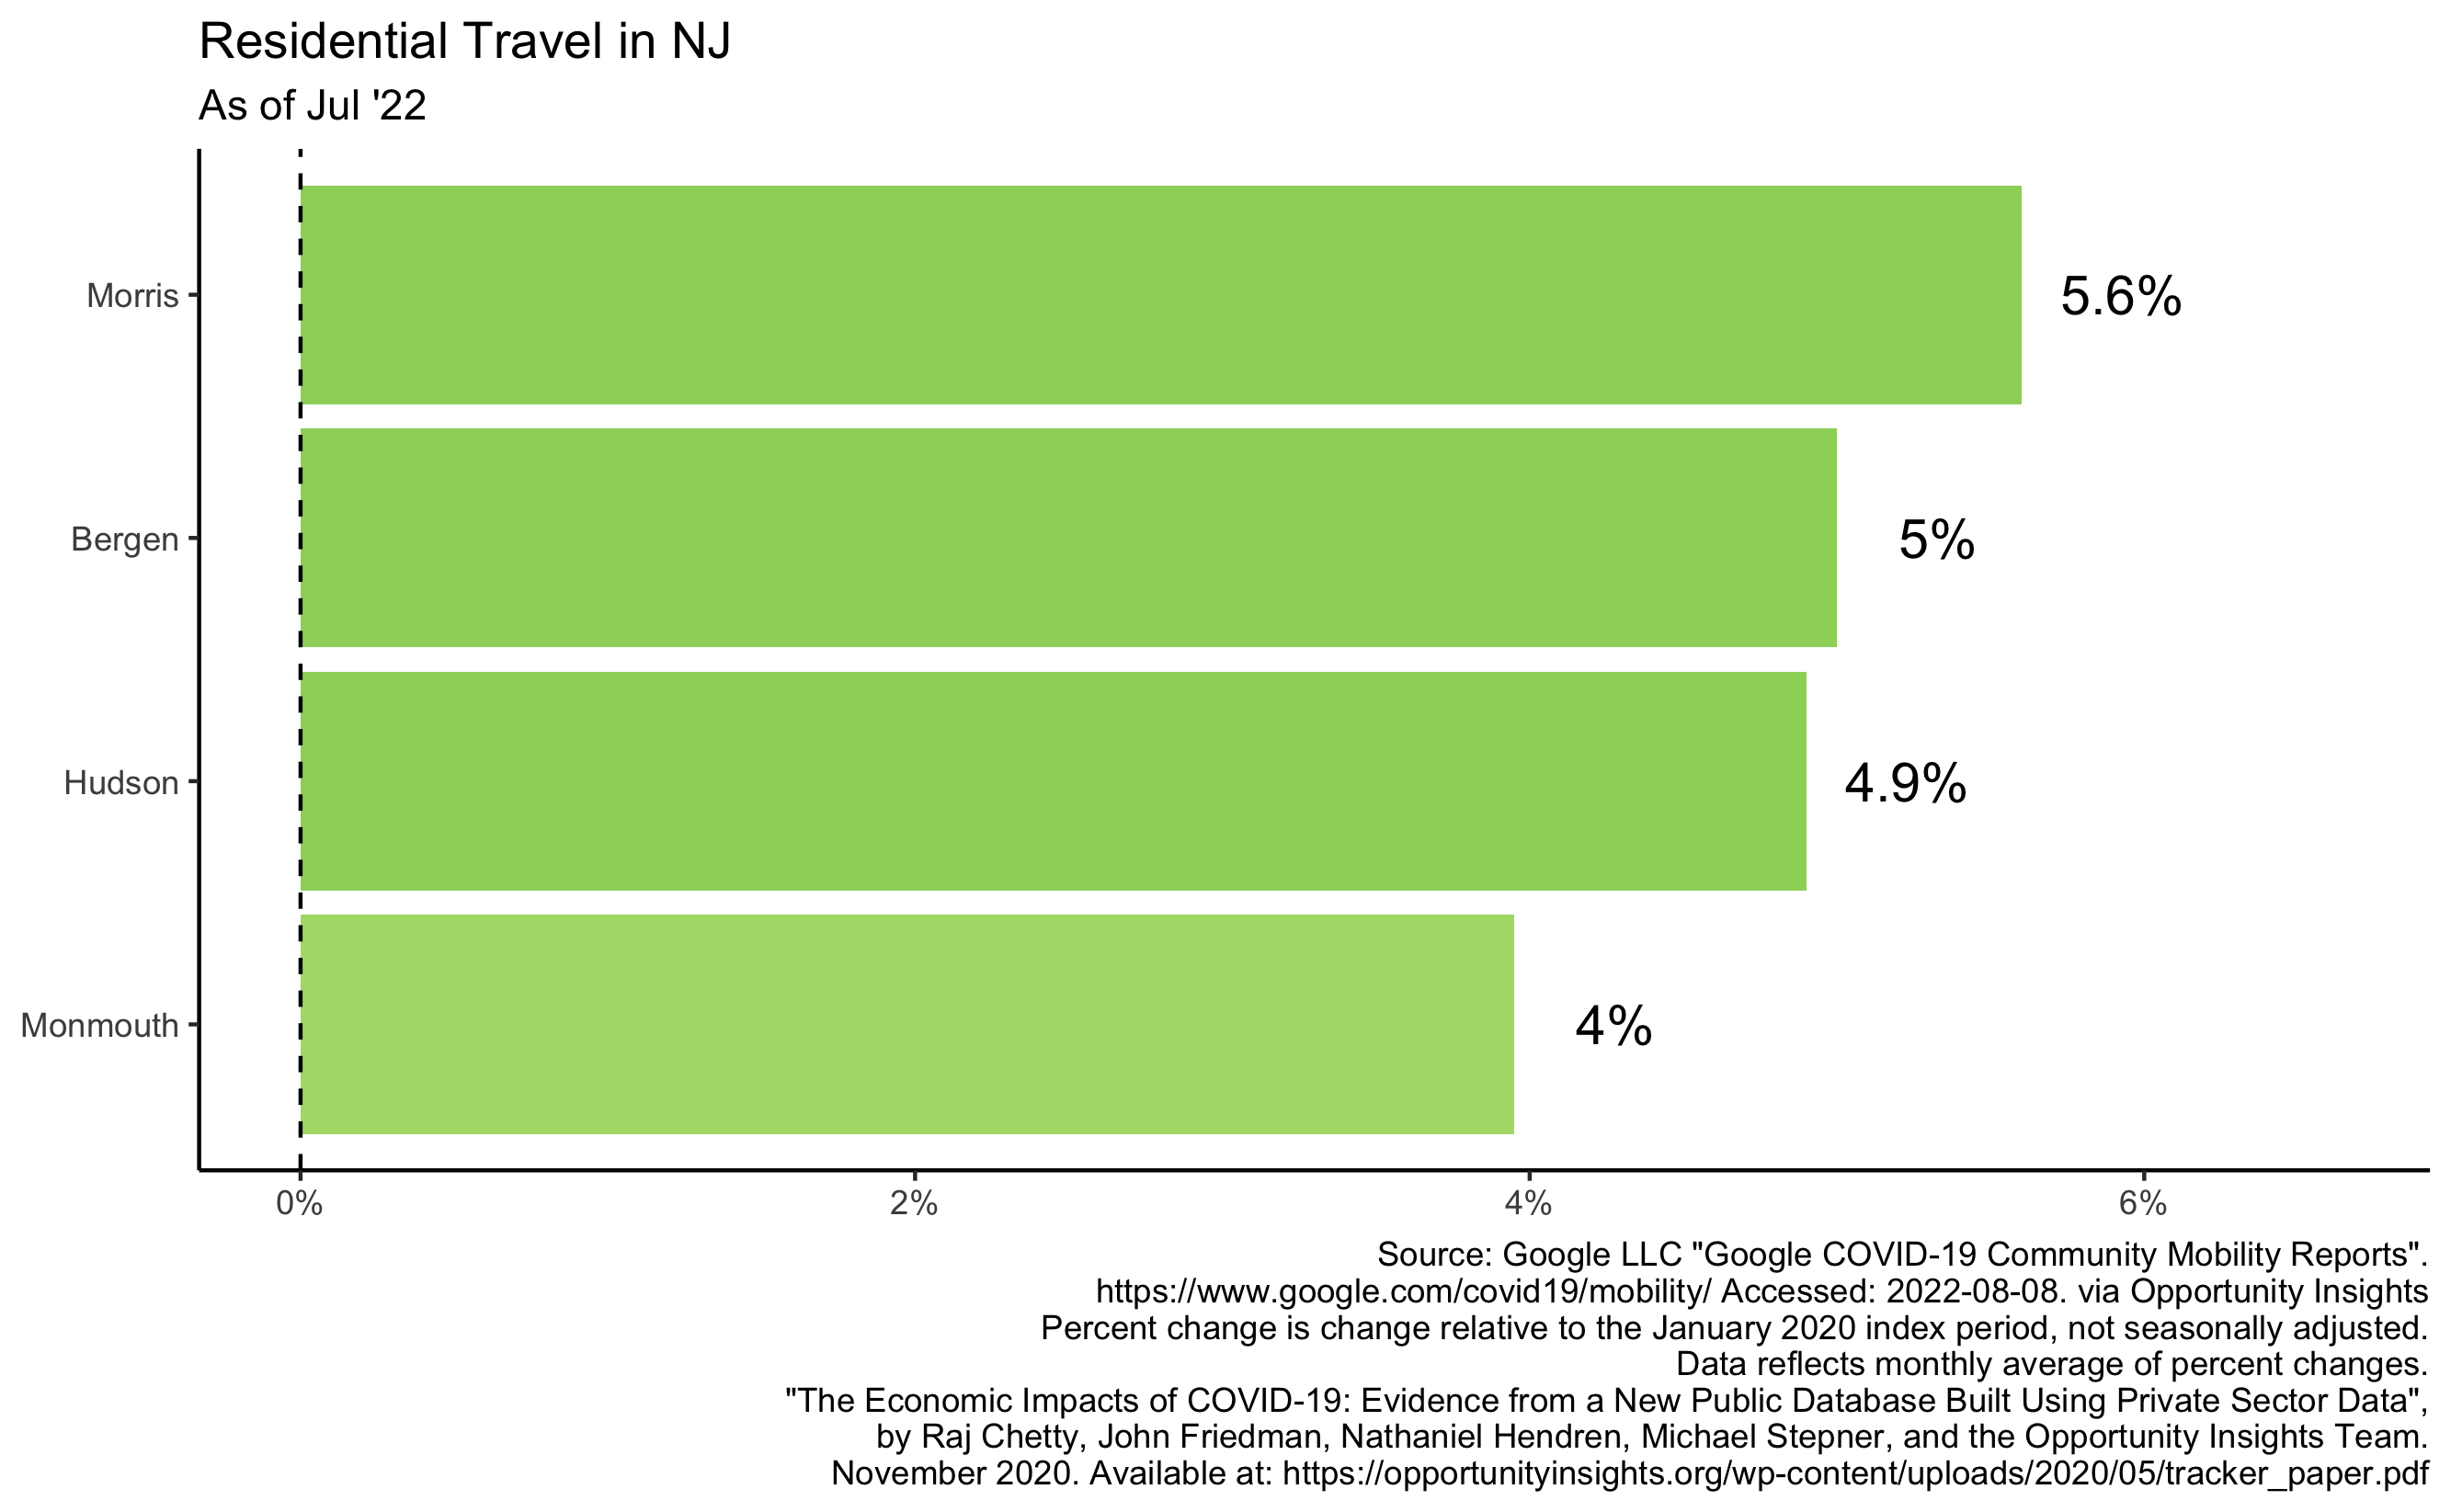 Residential Travel in NJ
As of Jul '22
Morris
5.6%
Bergen
5%
Hudson
4.9%
Monmouth
4%
0% 2% 4% 6%
Source: Google LLC "Google COVID-19 Community Mobility Reports".
https://www.google.com/covid19/mobility/ Accessed: 2022-08-08. via Opportunity Insights
Percent change is change relative to the January 2020 index period, not seasonally adjusted.
Data reflects monthly average of percent changes.
"The Economic Impacts of COVID-19: Evidence from a New Public Database Built Using Private Sector Data",
by Raj Chetty, John Friedman, Nathaniel Hendren, Michael Stepner, and the Opportunity Insights Team.
November 2020. Available at: https://opportunityinsights.org/wp-content/uploads/2020/05/tracker_paper.pdf